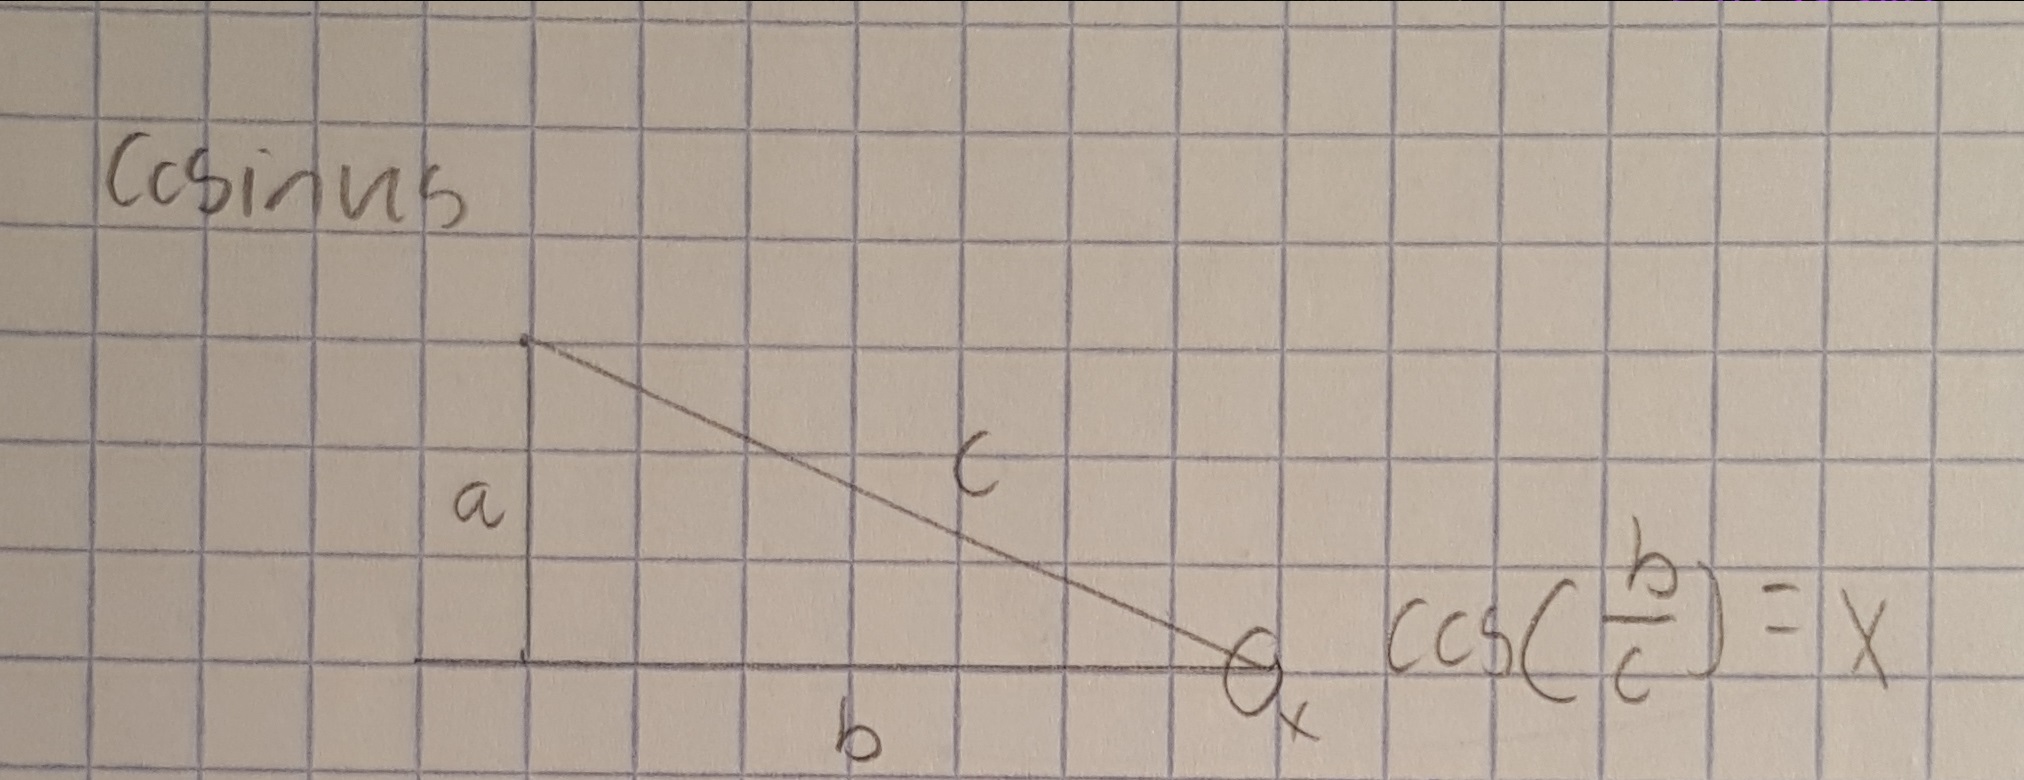 Cosinus
a
c
b
x
cos(b/c) = x